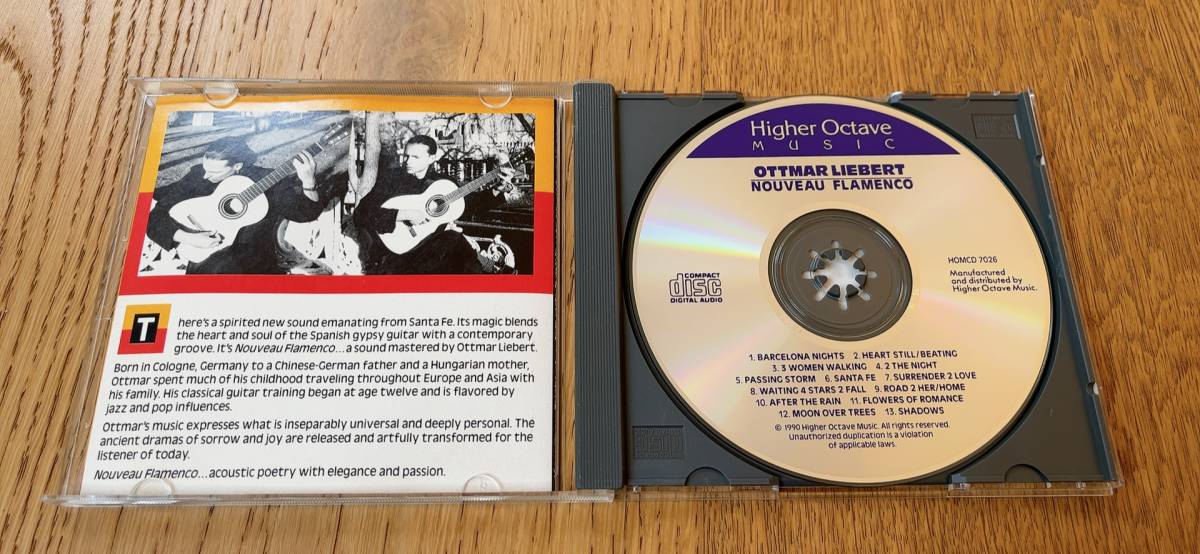 There's a spirited new sound emanating from Santa Fe. Its magic blends
the heart and soul of the Spanish gypsy guitar with a contemporary
groove. It's Nouveau Flamenco...a sound mastered by Ottmar Liebert.
Born in Cologne, Germany to a Chinese-German father and a Hungarian mother,
Ottmar spent much of his childhood traveling throughout Europe and Asia with
his family. His classical guitar training began at age twelve and is flavored by
jazz and pop influences.
Ottmar's music expresses what is inseparably universal and deeply personal. The
ancient dramas of sorrow and joy are released and artfully transformed for the
listener of today.
Nouveau Flamenco...acoustic poetry with elegance and passion.
Higher Octave
MUSIC
OTTMAR LIEBERT
NOUVEAU FLAMENCO
COMPACT
disc
DIGITAL AUDIO
HOMCD 7026
Manufactured
and distributed by
Higher Octave Music.
1. BARCELONA NIGHTS 2. HEART STILL/BEATING
3. 3 WOMEN WALKING 4. 2 THE NIGHT
5. PASSING STORM 6. SANTA FE 7. SURRENDER 2 LOVE
8. WAITING 4 STARS 2 FALL 9. ROAD 2 HER/HOME
10. AFTER THE RAIN 11. FLOWERS OF ROMANCE
12. MOON OVER TREES 13. SHADOWS
© 1990 Higher Octave Music. All rights reserved.
Unauthorized duplication is a violation
of applicable laws.